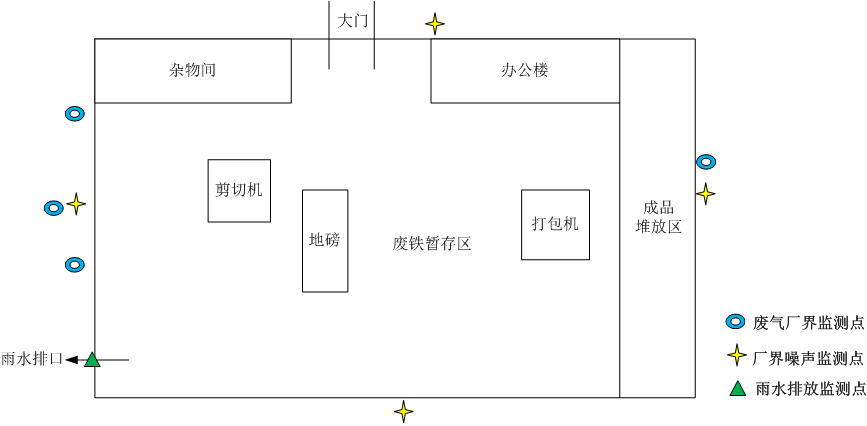 大门
杂物间
办公楼
剪切机
地磅
废铁暂存区
打包机
成品
堆放区
雨水排口
废气厂界监测点
厂界噪声监测点
雨水排放监测点